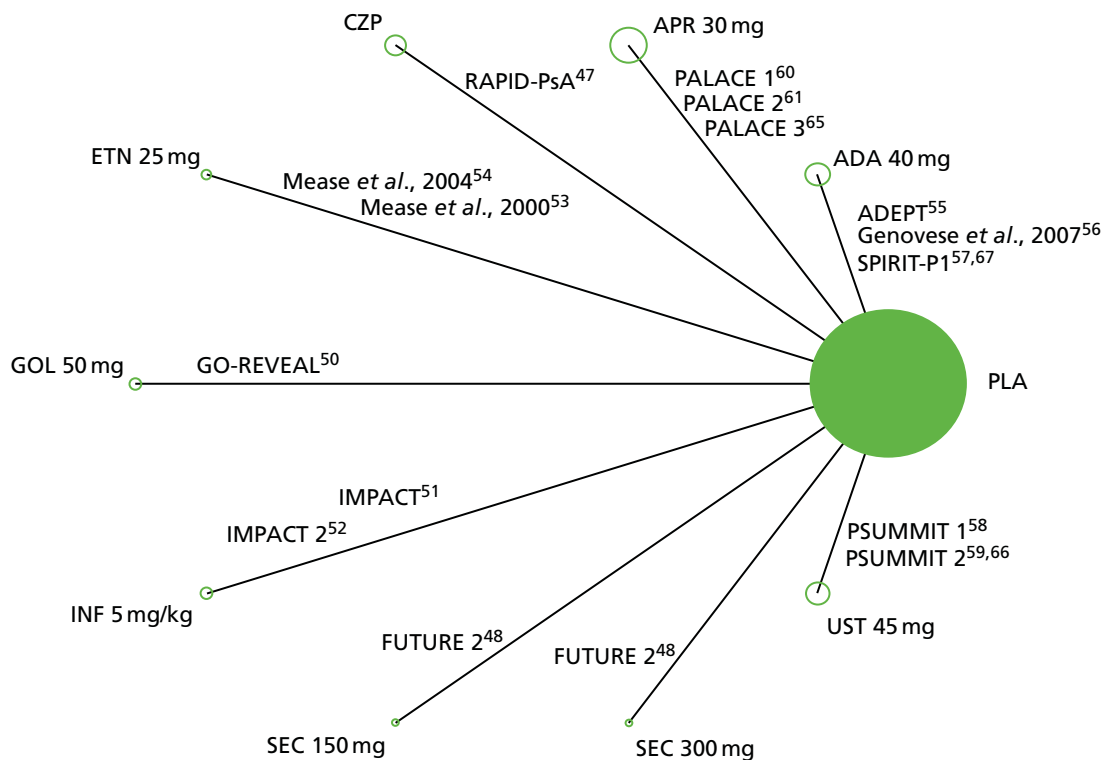 CZP
APR 30 mg
RAPID-PsA⁴⁷
PALACE 1⁶⁰
PALACE 2⁶¹
PALACE 3⁶⁵
ETN 25 mg
ADA 40 mg
Mease et al., 2004⁵⁴
Mease et al., 2000⁵³
ADEPT⁵⁵
Genovese et al., 2007⁵⁶
SPIRIT-P1⁵⁷,⁶⁷
GOL 50 mg
GO-REVEAL⁵⁰
PLA
IMPACT⁵¹
IMPACT 2⁵²
INF 5 mg/kg
PSUMMIT 1⁵⁸
PSUMMIT 2⁵⁹,⁶⁶
UST 45 mg
FUTURE 2⁴⁸
FUTURE 2⁴⁸
SEC 150 mg
SEC 300 mg